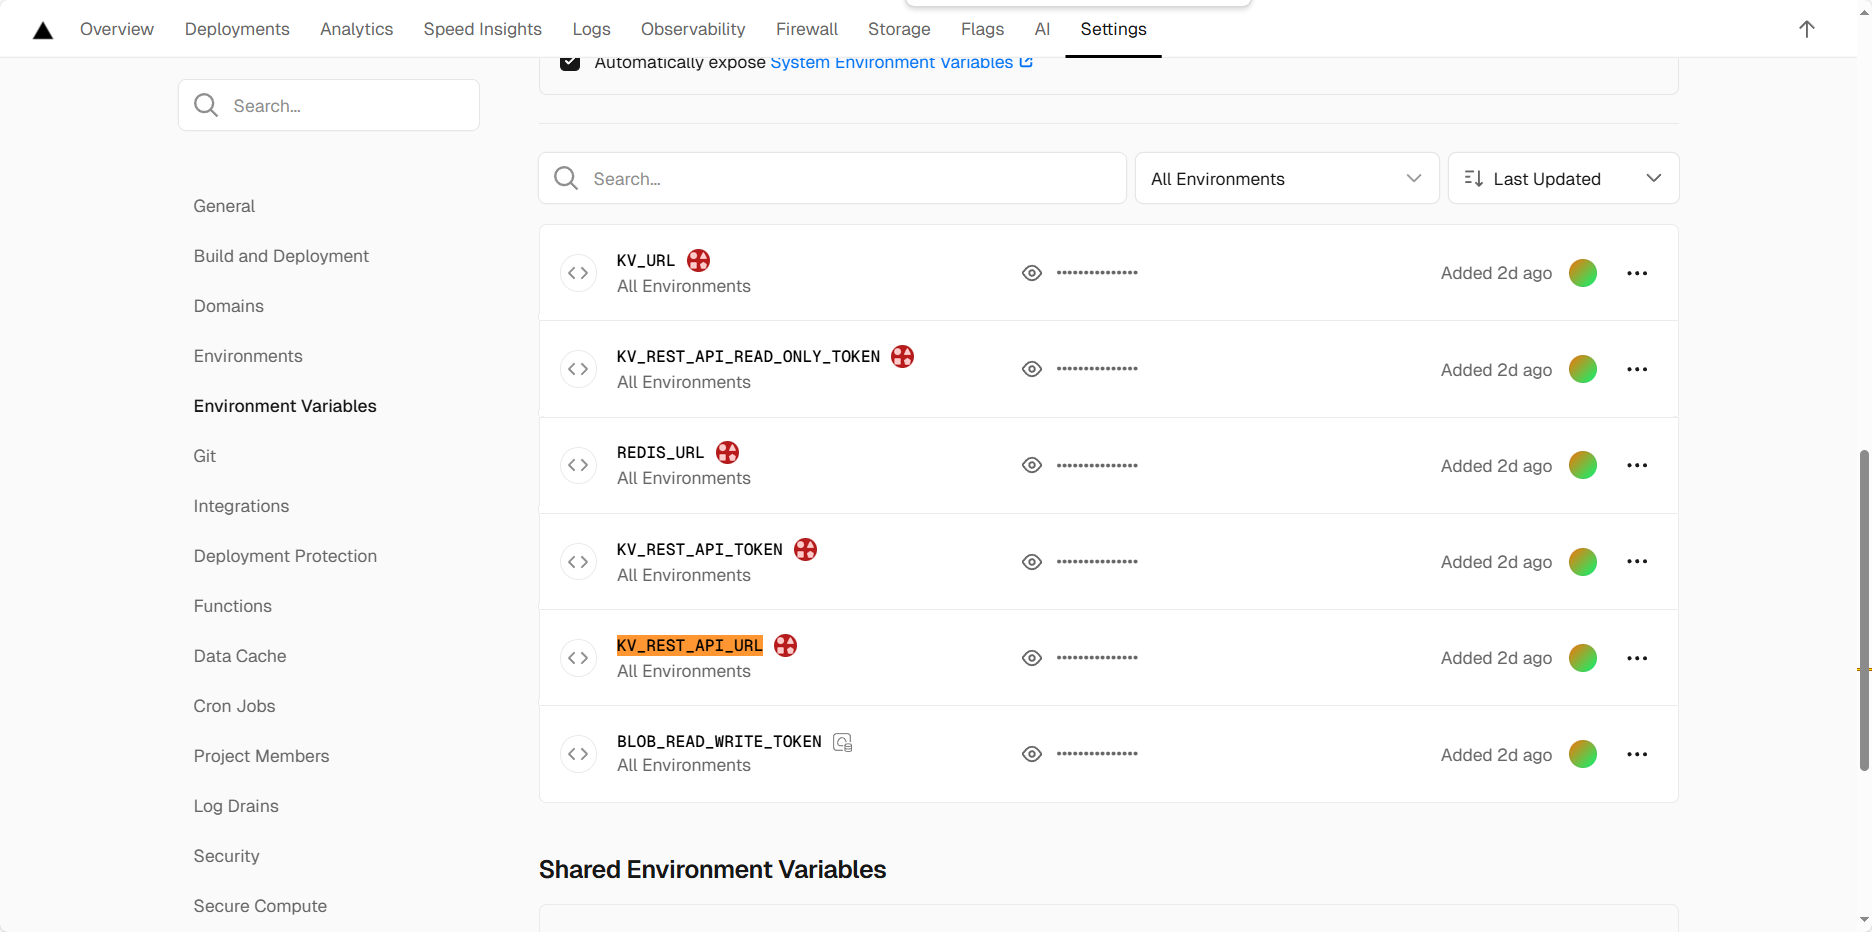 Overview Deployments Analytics Speed Insights Logs Observability Firewall Storage Flags AI Settings
Automatically expose System Environment Variables
Search...
General
Build and Deployment
Domains
Environments
Environment Variables
Git
Integrations
Deployment Protection
Functions
Data Cache
Cron Jobs
Project Members
Log Drains
Security
Secure Compute
Search...
All Environments
Last Updated
KV_URL
All Environments
Added 2d ago
KV_REST_API_READ_ONLY_TOKEN
All Environments
Added 2d ago
REDIS_URL
All Environments
Added 2d ago
KV_REST_API_TOKEN
All Environments
Added 2d ago
KV_REST_API_URL
All Environments
Added 2d ago
BLOB_READ_WRITE_TOKEN
All Environments
Added 2d ago
Shared Environment Variables